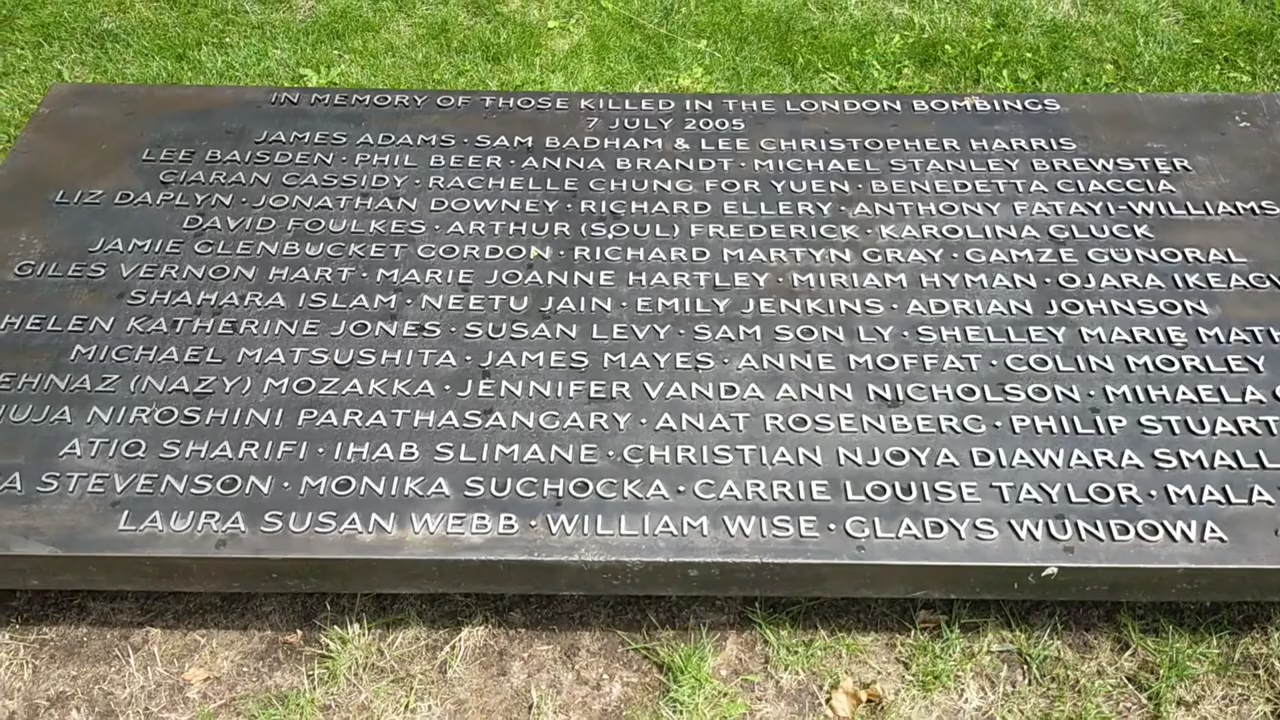 IN MEMORY OF THOSE KILLED IN THE LONDON BOMBINGS
7 JULY 2005
JAMES ADAMS · SAM BADHAM & LEE CHRISTOPHER HARRIS
LEE BAISDEN · PHIL BEER · ANNA BRANDT · MICHAEL STANLEY BREWSTER
CIARAN CASSIDY · RACHELLE CHUNG FOR YUEN · BENEDETTA CIACCIA
LIZ DAPLYN · JONATHAN DOWNEY · RICHARD ELLERY · ANTHONY FATAYI-WILLIAMS
DAVID FOULKES · ARTHUR (SOUL) FREDERICK · KAROLINA GLUCK
JAMIE GLENBUCKET GORDON · RICHARD MARTYN GRAY · GAMZE GÜNORAL
GILES VERNON HART · MARIE JOANNE HARTLEY · MIRIAM HYMAN · OJARA
SHAHARA ISLAM · NEETU JAIN · EMILY JENKINS · ADRIAN JOHNSON
HELEN KATHERINE JONES · SUSAN LEVY · SAM SON LY · SHELLEY MARIE
MICHAEL MATSUSHITA · JAMES MAYES · ANNE MOFFAT · COLIN MORLEY
(NAZY) MOZAKKA · JENNIFER VANDA ANN NICHOLSON · MIHAELA
NIROSHINI PARATHASANGARY · ANAT ROSENBERG · PHILIP STUART
ATIQ SHARIFI · IHAB SLIMANE · CHRISTIAN NJOYA DIAWARA SMALL
STEVENSON · MONIKA SUCHOCKA · CARRIE LOUISE TAYLOR · MALA
LAURA SUSAN WEBB · WILLIAM WISE · GLADYS WUNDOWA